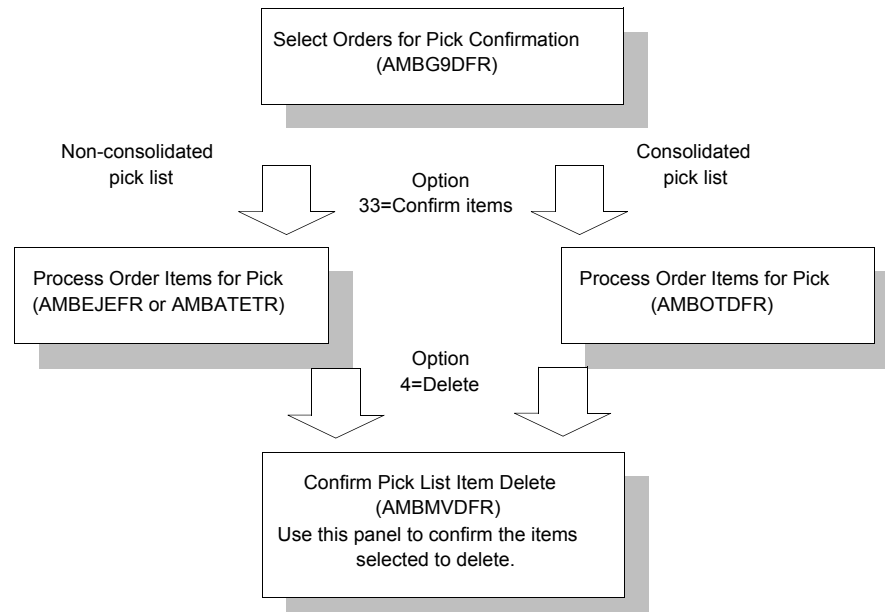 Select Orders for Pick Confirmation
(AMBG9DFR)
Non-consolidated
pick list
Option
33=Confirm items
Consolidated
pick list
Process Order Items for Pick
(AMBEJEFR or AMBATETR)
Process Order Items for Pick
(AMBOTDFR)
Option
4=Delete
Confirm Pick List Item Delete
(AMBMVDFR)
Use this panel to confirm the items
selected to delete.